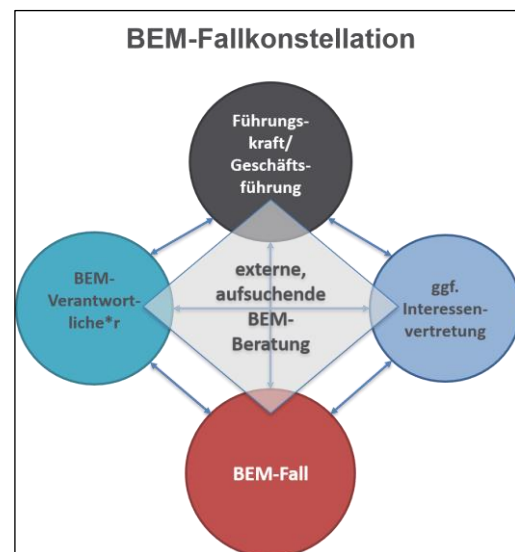 BEM-Fallkonstellation
Führungs-
kraft/
Geschäfts-
führung
BEM-
Verantwort-
liche*r
externe,
aufsuchende
BEM-
Beratung
ggf.
Interessen-
vertretung
BEM-Fall